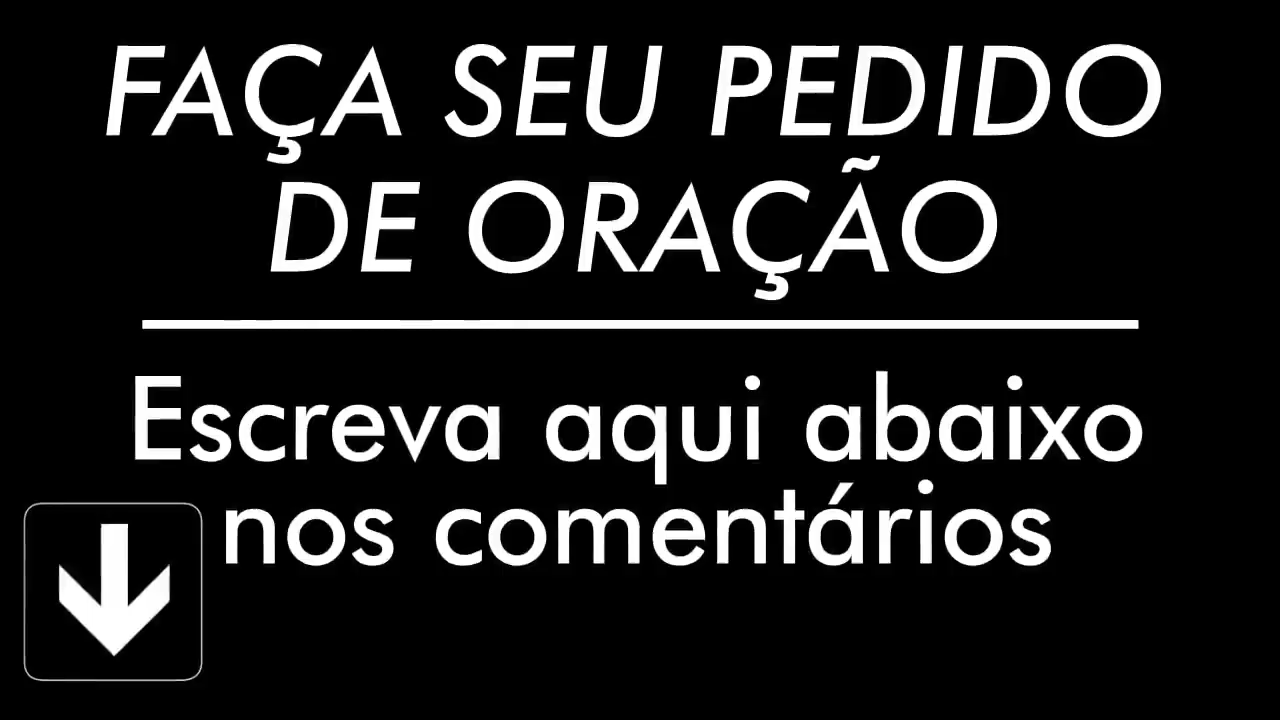 FAÇA SEU PEDIDO
DE ORAÇÃO
Escreva aqui abaixo
nos comentários